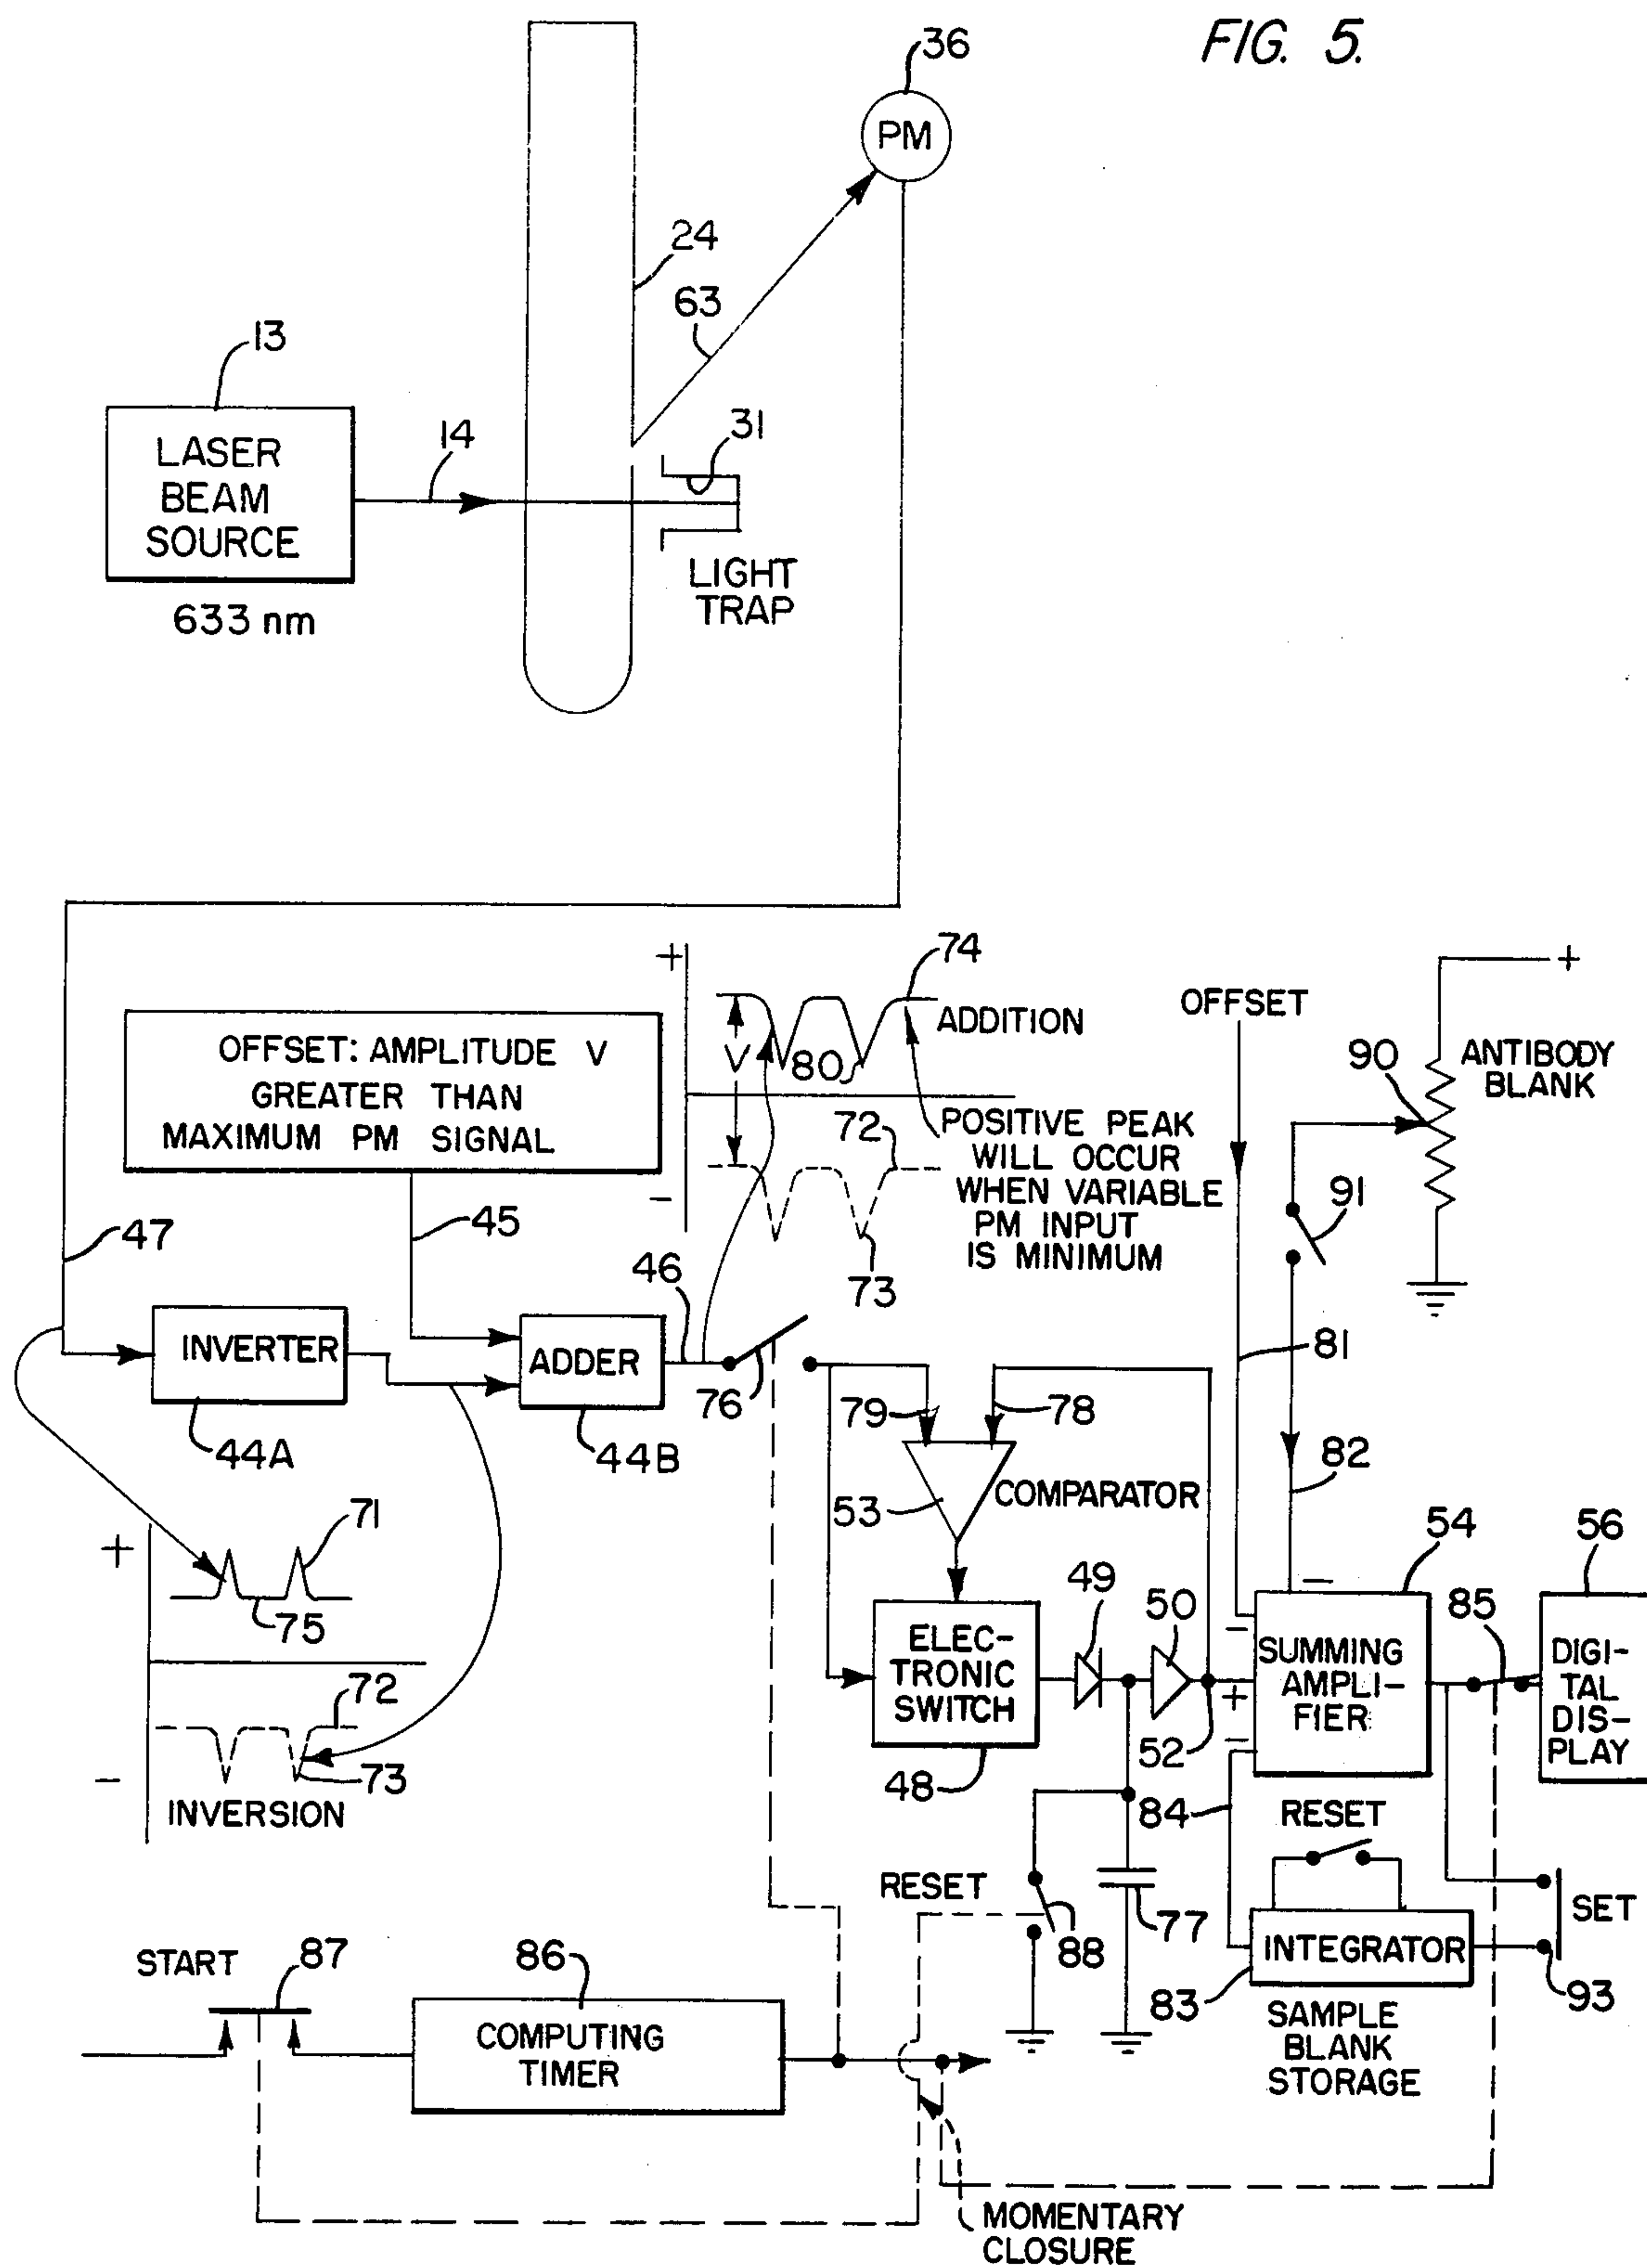 FIG. 5.
36
PM
24
63
13
LASER
BEAM
SOURCE
14
31
LIGHT
TRAP
633 nm
+
74
ADDITION
V
80
OFFSET: AMPLITUDE V
GREATER THAN
MAXIMUM PM SIGNAL
OFFSET
+
90
ANTIBODY
BLANK
72
POSITIVE PEAK
WILL OCCUR
WHEN VARIABLE
PM INPUT
IS MINIMUM
-
73
91
47
45
46
81
INVERTER
44A
ADDER
44B
76
79
78
82
53
COMPARATOR
71
+
75
72
-
73
INVERSION
49
50
54
56
85
ELEC-
TRONIC
SWITCH
48
52
-
-
+
-
SUMMING
AMPLI-
FIER
DIGI-
TAL
DIS-
PLAY
84
RESET
RESET
88
77
SET
INTEGRATOR
83
93
SAMPLE
BLANK
STORAGE
START
87
86
COMPUTING
TIMER
MOMENTARY
CLOSURE